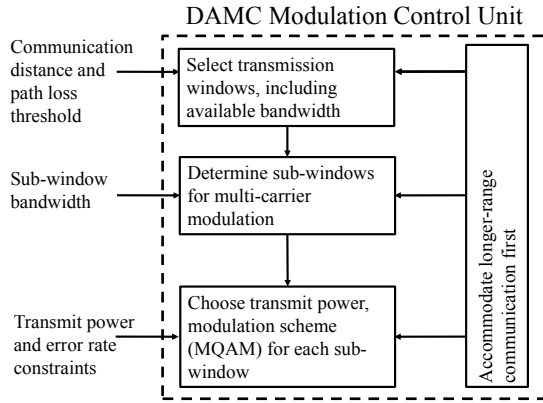 DAMC Modulation Control Unit
Communication
distance and
path loss
threshold
Select transmission
windows, including
available bandwidth
Sub-window
bandwidth
Determine sub-windows
for multi-carrier
modulation
Transmit power
and error rate
constraints
Choose transmit power,
modulation scheme
(MQAM) for each sub-
window
Accommodate longer-range
communication first